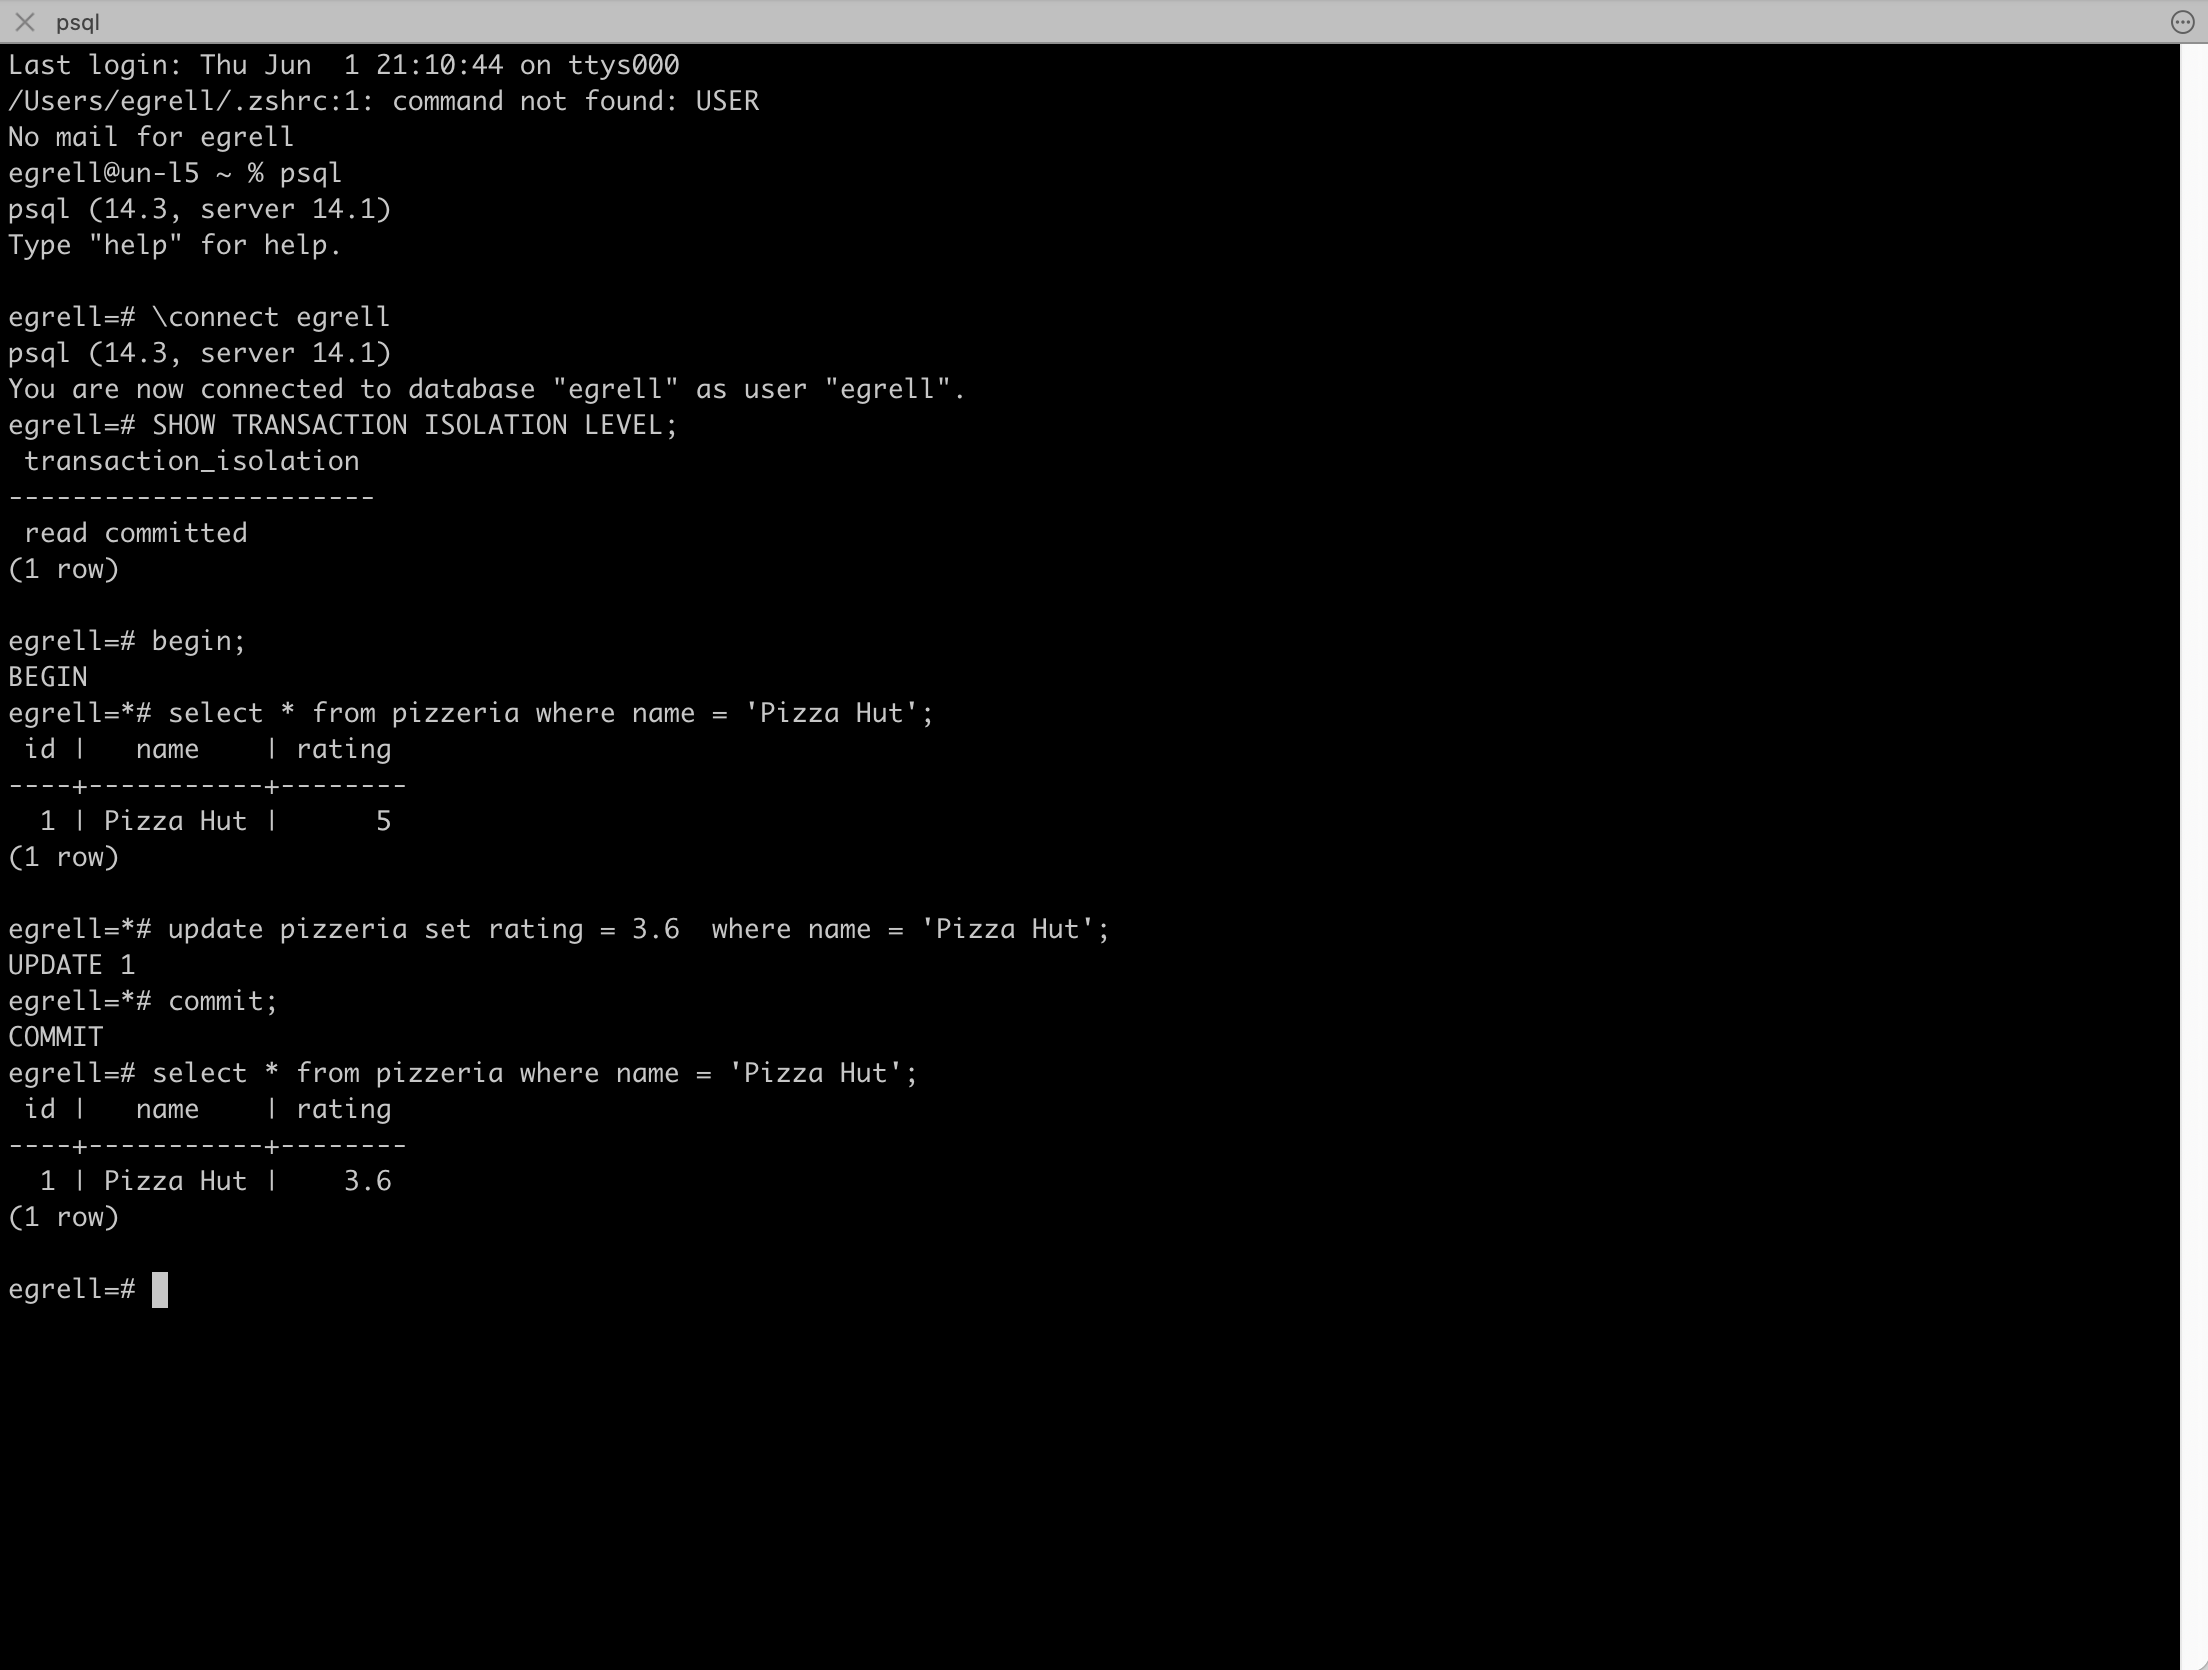 psql
Last login: Thu Jun  1 21:10:44 on ttys000
/Users/egrell/.zshrc:1: command not found: USER
No mail for egrell
egrell@un-l5 ~ % psql
psql (14.3, server 14.1)
Type "help" for help.

egrell=# \connect egrell
psql (14.3, server 14.1)
You are now connected to database "egrell" as user "egrell".
egrell=# SHOW TRANSACTION ISOLATION LEVEL;
 transaction_isolation
-----------------------
 read committed
(1 row)

egrell=# begin;
BEGIN
egrell=*# select * from pizzeria where name = 'Pizza Hut';
 id |   name    | rating
----+-----------+--------
  1 | Pizza Hut |      5
(1 row)

egrell=*# update pizzeria set rating = 3.6  where name = 'Pizza Hut';
UPDATE 1
egrell=*# commit;
COMMIT
egrell=# select * from pizzeria where name = 'Pizza Hut';
 id |   name    | rating
----+-----------+--------
  1 | Pizza Hut |    3.6
(1 row)

egrell=#